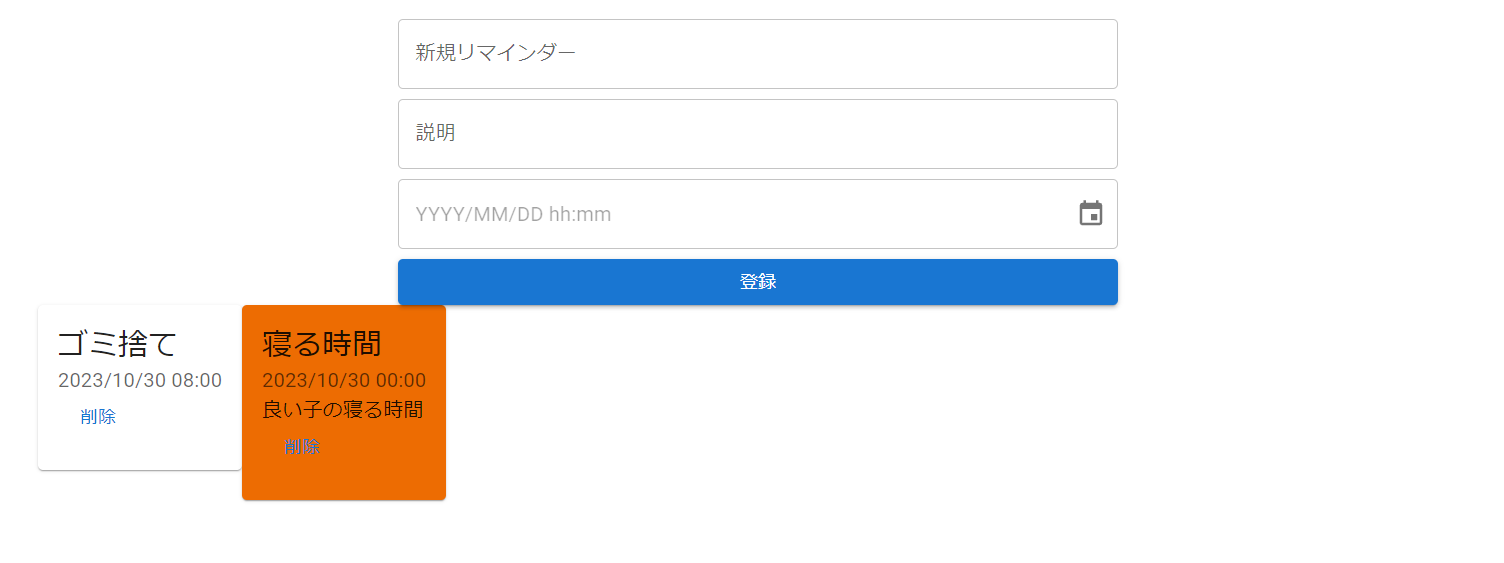 新規リマインダー
説明
YYYY/MM/DD hh:mm
登録
ゴミ捨て
2023/10/30 08:00
削除
寝る時間
2023/10/30 00:00
良い子の寝る時間
削除